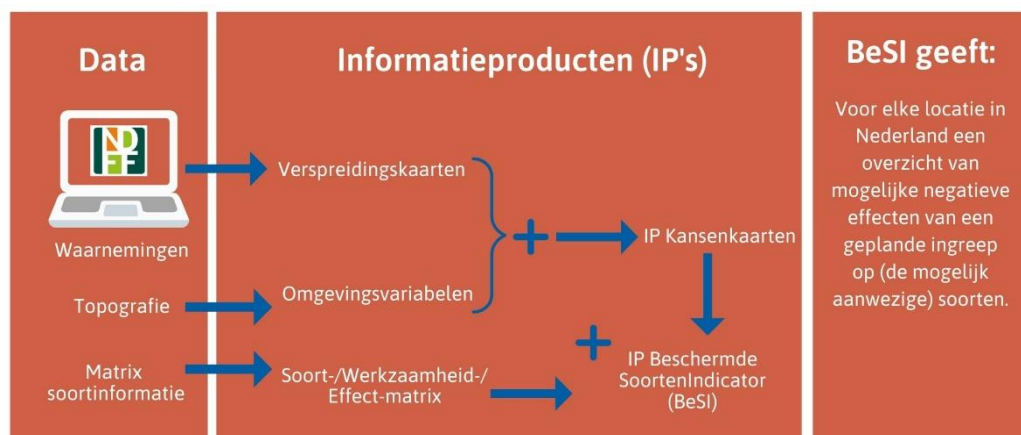 Data
NDFF
Waarnemingen
Topografie
Matrix
soortinformatie
Informatieproducten (IP's)
Verspreidingskaarten
Omgevingsvariabelen
Soort-/Werkzaamheid-/
Effect-matrix
+
IP Kansenkaarten
+
IP Beschermde
SoortenIndicator
(BeSI)
BeSI geeft:
Voor elke locatie in
Nederland een
overzicht van
mogelijke negatieve
effecten van een
geplande ingreep
op (de mogelijk
aanwezige) soorten.